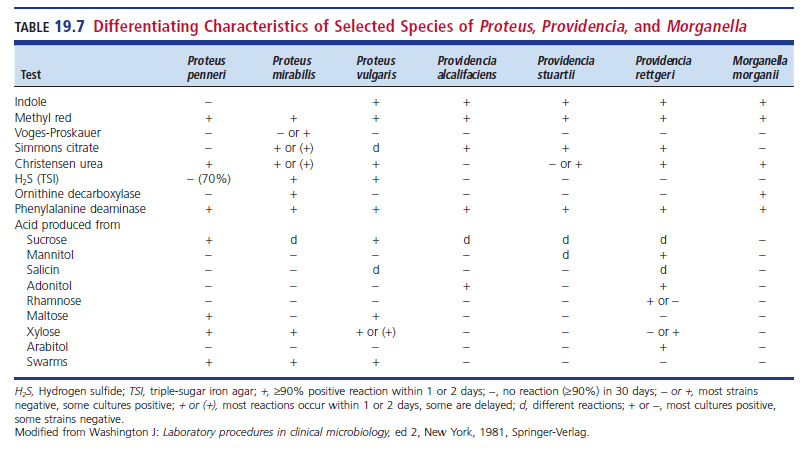 TABLE 19.7 Differentiating Characteristics of Selected Species of Proteus, Providencia, and Morganella
Proteus Proteus Proteus Providencia Providencia Providencia Morganella
Test penneri mirabilis vulgaris alcalifaciens stuartii rettgeri morganii
Indole – + + + + +
Methyl red + + + + + + +
Voges-Proskauer – – or + – – – – –
Simmons citrate – + or (+) d + + + –
Christensen urea + + or (+) + – – or + + +
H₂S (TSI) – (70%) + + – – – –
Ornithine decarboxylase – + – – – – +
Phenylalanine deaminase + + + + + + +
Acid produced from
Sucrose + d + d d d –
Mannitol – – – – d + –
Salicin – – d – – d –
Adonitol – – – + – + –
Rhamnose – – – – – + or – –
Maltose + – + – – – –
Xylose + + + or (+) – – – or + –
Arabitol – – – – – + –
Swarms + + + – – – –
H₂S, Hydrogen sulfide; TSI, triple-sugar iron agar; +, ≥90% positive reaction within 1 or 2 days; –, no reaction (≥90%) in 30 days; – or +, most strains
negative, some cultures positive; + or (+), most reactions occur within 1 or 2 days, some are delayed; d, different reactions; + or –, most cultures positive,
some strains negative.
Modified from Washington J: Laboratory procedures in clinical microbiology, ed 2, New York, 1981, Springer-Verlag.